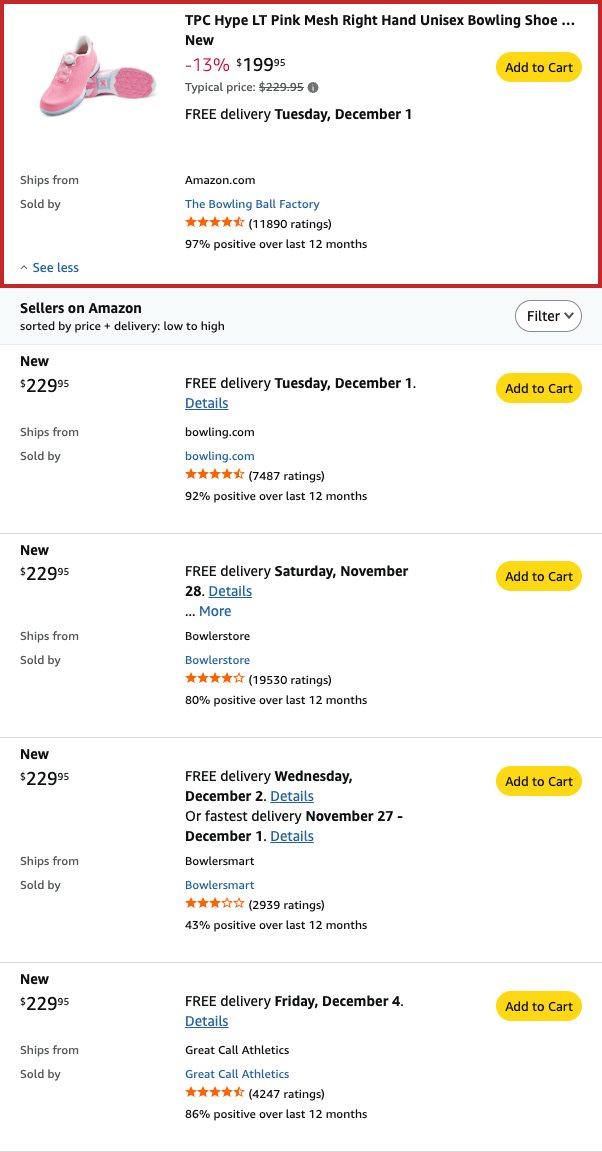 TPC Hype LT Pink Mesh Right Hand Unisex Bowling Shoe ...
New
-13% $19995
Add to Cart
Typical price: $229.95
FREE delivery Tuesday, December 1
Ships from Amazon.com
Sold by The Bowling Ball Factory
(11890 ratings)
97% positive over last 12 months
See less
Sellers on Amazon
sorted by price + delivery: low to high
Filter
New
$22995
FREE delivery Tuesday, December 1.
Details
Add to Cart
Ships from bowling.com
Sold by bowling.com
(7487 ratings)
92% positive over last 12 months
New
$22995
FREE delivery Saturday, November
28. Details
... More
Add to Cart
Ships from Bowlerstore
Sold by Bowlerstore
(19530 ratings)
80% positive over last 12 months
New
$22995
FREE delivery Wednesday,
December 2. Details
Or fastest delivery November 27 -
December 1. Details
Add to Cart
Ships from Bowlersmart
Sold by Bowlersmart
(2939 ratings)
43% positive over last 12 months
New
$22995
FREE delivery Friday, December 4.
Details
Add to Cart
Ships from Great Call Athletics
Sold by Great Call Athletics
(4247 ratings)
86% positive over last 12 months